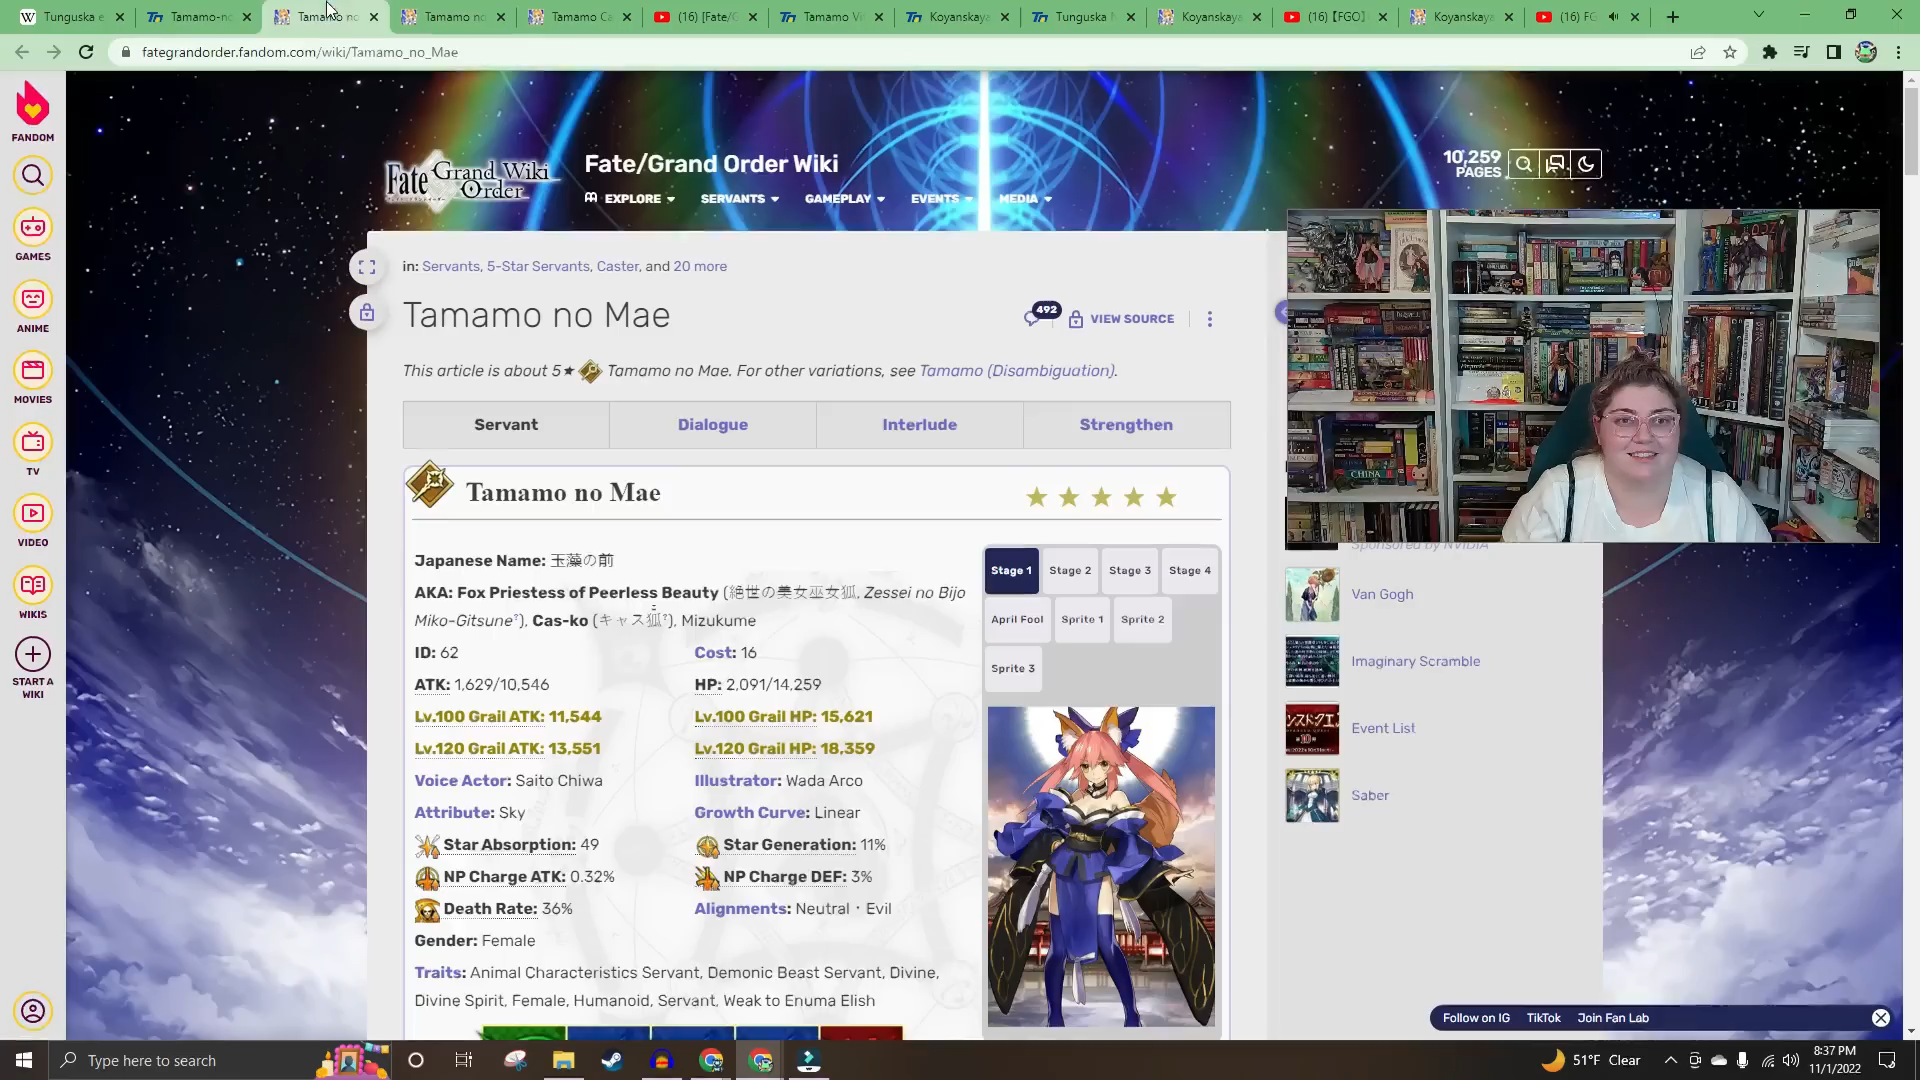 Tunguska e
Tamamo-no
Tamamo no
Tamamo no
Tamamo Ca
(16) [Fate/G
Tamamo Vi
Koyanskaya
Tunguska
Koyanskaya
(16)【FGO】
Koyanskaya
(16) FG
fategrandorder.fandom.com/wiki/Tamamo_no_Mae
FANDOM
GAMES
ANIME
MOVIES
TV
VIDEO
WIKIS
START A
WIKI
Fate Grand Order Wiki
Fate/Grand Order Wiki
EXPLORE
SERVANTS
GAMEPLAY
EVENTS
MEDIA
10,259
PAGES
in: Servants, 5-Star Servants, Caster, and 20 more
Tamamo no Mae
492
VIEW SOURCE
This article is about 5★ Tamamo no Mae. For other variations, see Tamamo (Disambiguation).
Servant
Dialogue
Interlude
Strengthen
Tamamo no Mae
Japanese Name: 玉藻の前
AKA: Fox Priestess of Peerless Beauty (絶世の美女巫女狐, Zessei no Bijo
Miko-Gitsune?), Cas-ko (キャス狐?), Mizukume
ID: 62
Cost: 16
ATK: 1,629/10,546
HP: 2,091/14,259
Lv.100 Grail ATK: 11,544
Lv.100 Grail HP: 15,621
Lv.120 Grail ATK: 13,551
Lv.120 Grail HP: 18,359
Voice Actor: Saito Chiwa
Illustrator: Wada Arco
Attribute: Sky
Growth Curve: Linear
Star Absorption: 49
Star Generation: 11%
NP Charge ATK: 0.32%
NP Charge DEF: 3%
Death Rate: 36%
Alignments: Neutral・Evil
Gender: Female
Traits: Animal Characteristics Servant, Demonic Beast Servant, Divine,
Divine Spirit, Female, Humanoid, Servant, Weak to Enuma Elish
Stage 1
Stage 2
Stage 3
Stage 4
April Fool
Sprite 1
Sprite 2
Sprite 3
CHINA
Sponsored by NVIDIA
Van Gogh
Imaginary Scramble
Event List
Saber
Follow on IG
TikTok
Join Fan Lab
Type here to search
51°F Clear
8:37 PM
11/1/2022